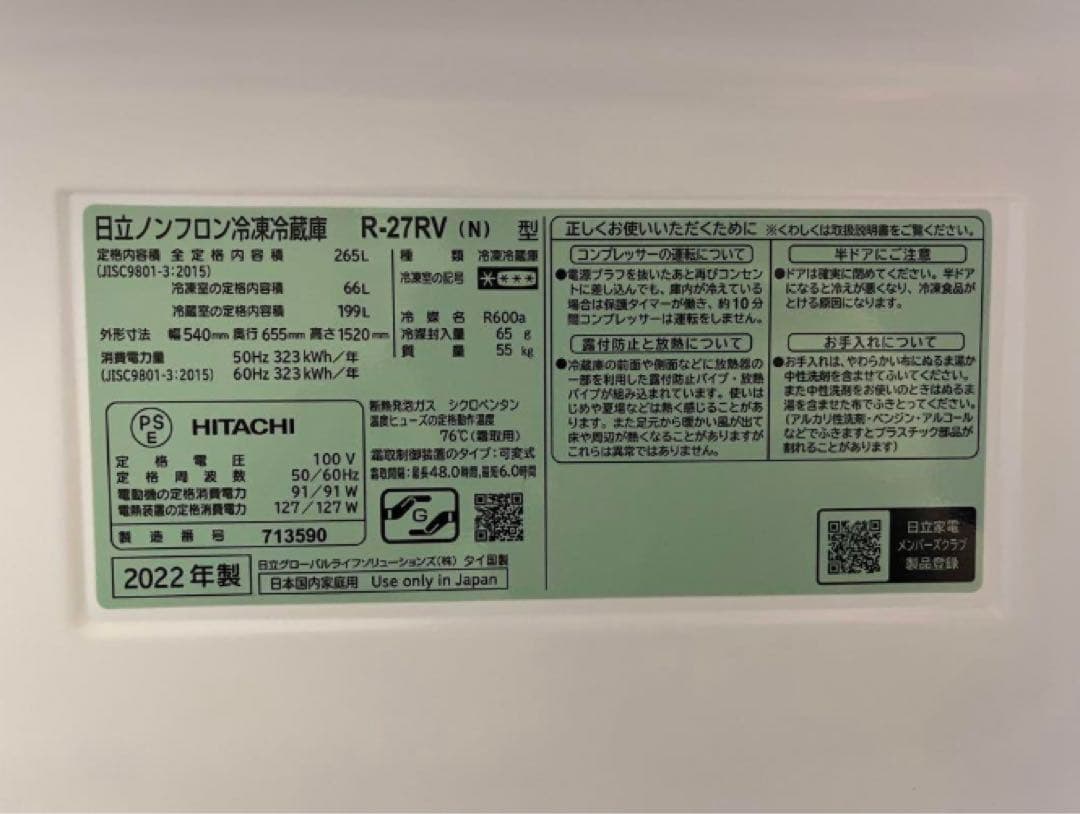 日立ノンフロン冷凍冷蔵庫 R-27RV (N) 型
定格内容積 全定格内容積 265L
(JISC9801-3:2015)
冷凍室の定格内容積 66L
冷蔵室の定格内容積 199L
外形寸法 幅540mm 奥行655mm 高さ1520mm
消費電力量 50Hz 323kWh/年
(JISC9801-3:2015) 60Hz 323kWh/年
種類 冷凍冷蔵庫
冷凍室の記号 ****
冷媒名 R600a
冷媒封入量 65 g
質量 55 kg
PS
E
HITACHI
定格電圧 100 V
定格周波数 50/60Hz
電動機の定格消費電力 91/91 W
電熱装置の定格消費電力 127/127 W
製造番号 713590
断熱発泡ガス シクロペンタン
温度ヒューズの定格動作温度
76℃(霜取用)
霜取制御装置のタイプ:可変式
霜取間隔:最長48.0時間,最短6.0時間
G
2022年製
日立グローバルライフソリューションズ(株) タイ国製
日本国内家庭用 Use only in Japan
正しくお使いいただくために ※くわしくは取扱説明書をご覧ください。
コンプレッサーの運転について
●電源プラグを抜いたあと再びコンセン
トに差し込んでも、庫内が冷えている
場合は保護タイマーが働き、約10分
間コンプレッサーは運転をしません。
露付防止と放熱について
●冷蔵庫の前面や側面などに放熱器の
一部を利用した露付防止パイプ・放熱
パイプが組み込まれています。使いは
じめや夏場などは熱く感じることがあ
ります。また足元から暖かい風が出て
床や周辺が熱くなることがありますが
これらは異常ではありません。
半ドアにご注意
●ドアは確実に閉めてください。半ドア
になると冷えが悪くなり、冷凍食品が
とける原因になります。
お手入れについて
●お手入れは、やわらかい布にぬるま湯か
中性洗剤を含ませてふいてください。
また中性洗剤をお使いのときはぬるま
湯を含ませた布でふきとってください。
(アルカリ性洗剤・ベンジン・アルコール
などでふきますとプラスチック部品が
割れることがあります)
日立家電
メンバーズクラブ
製品登録